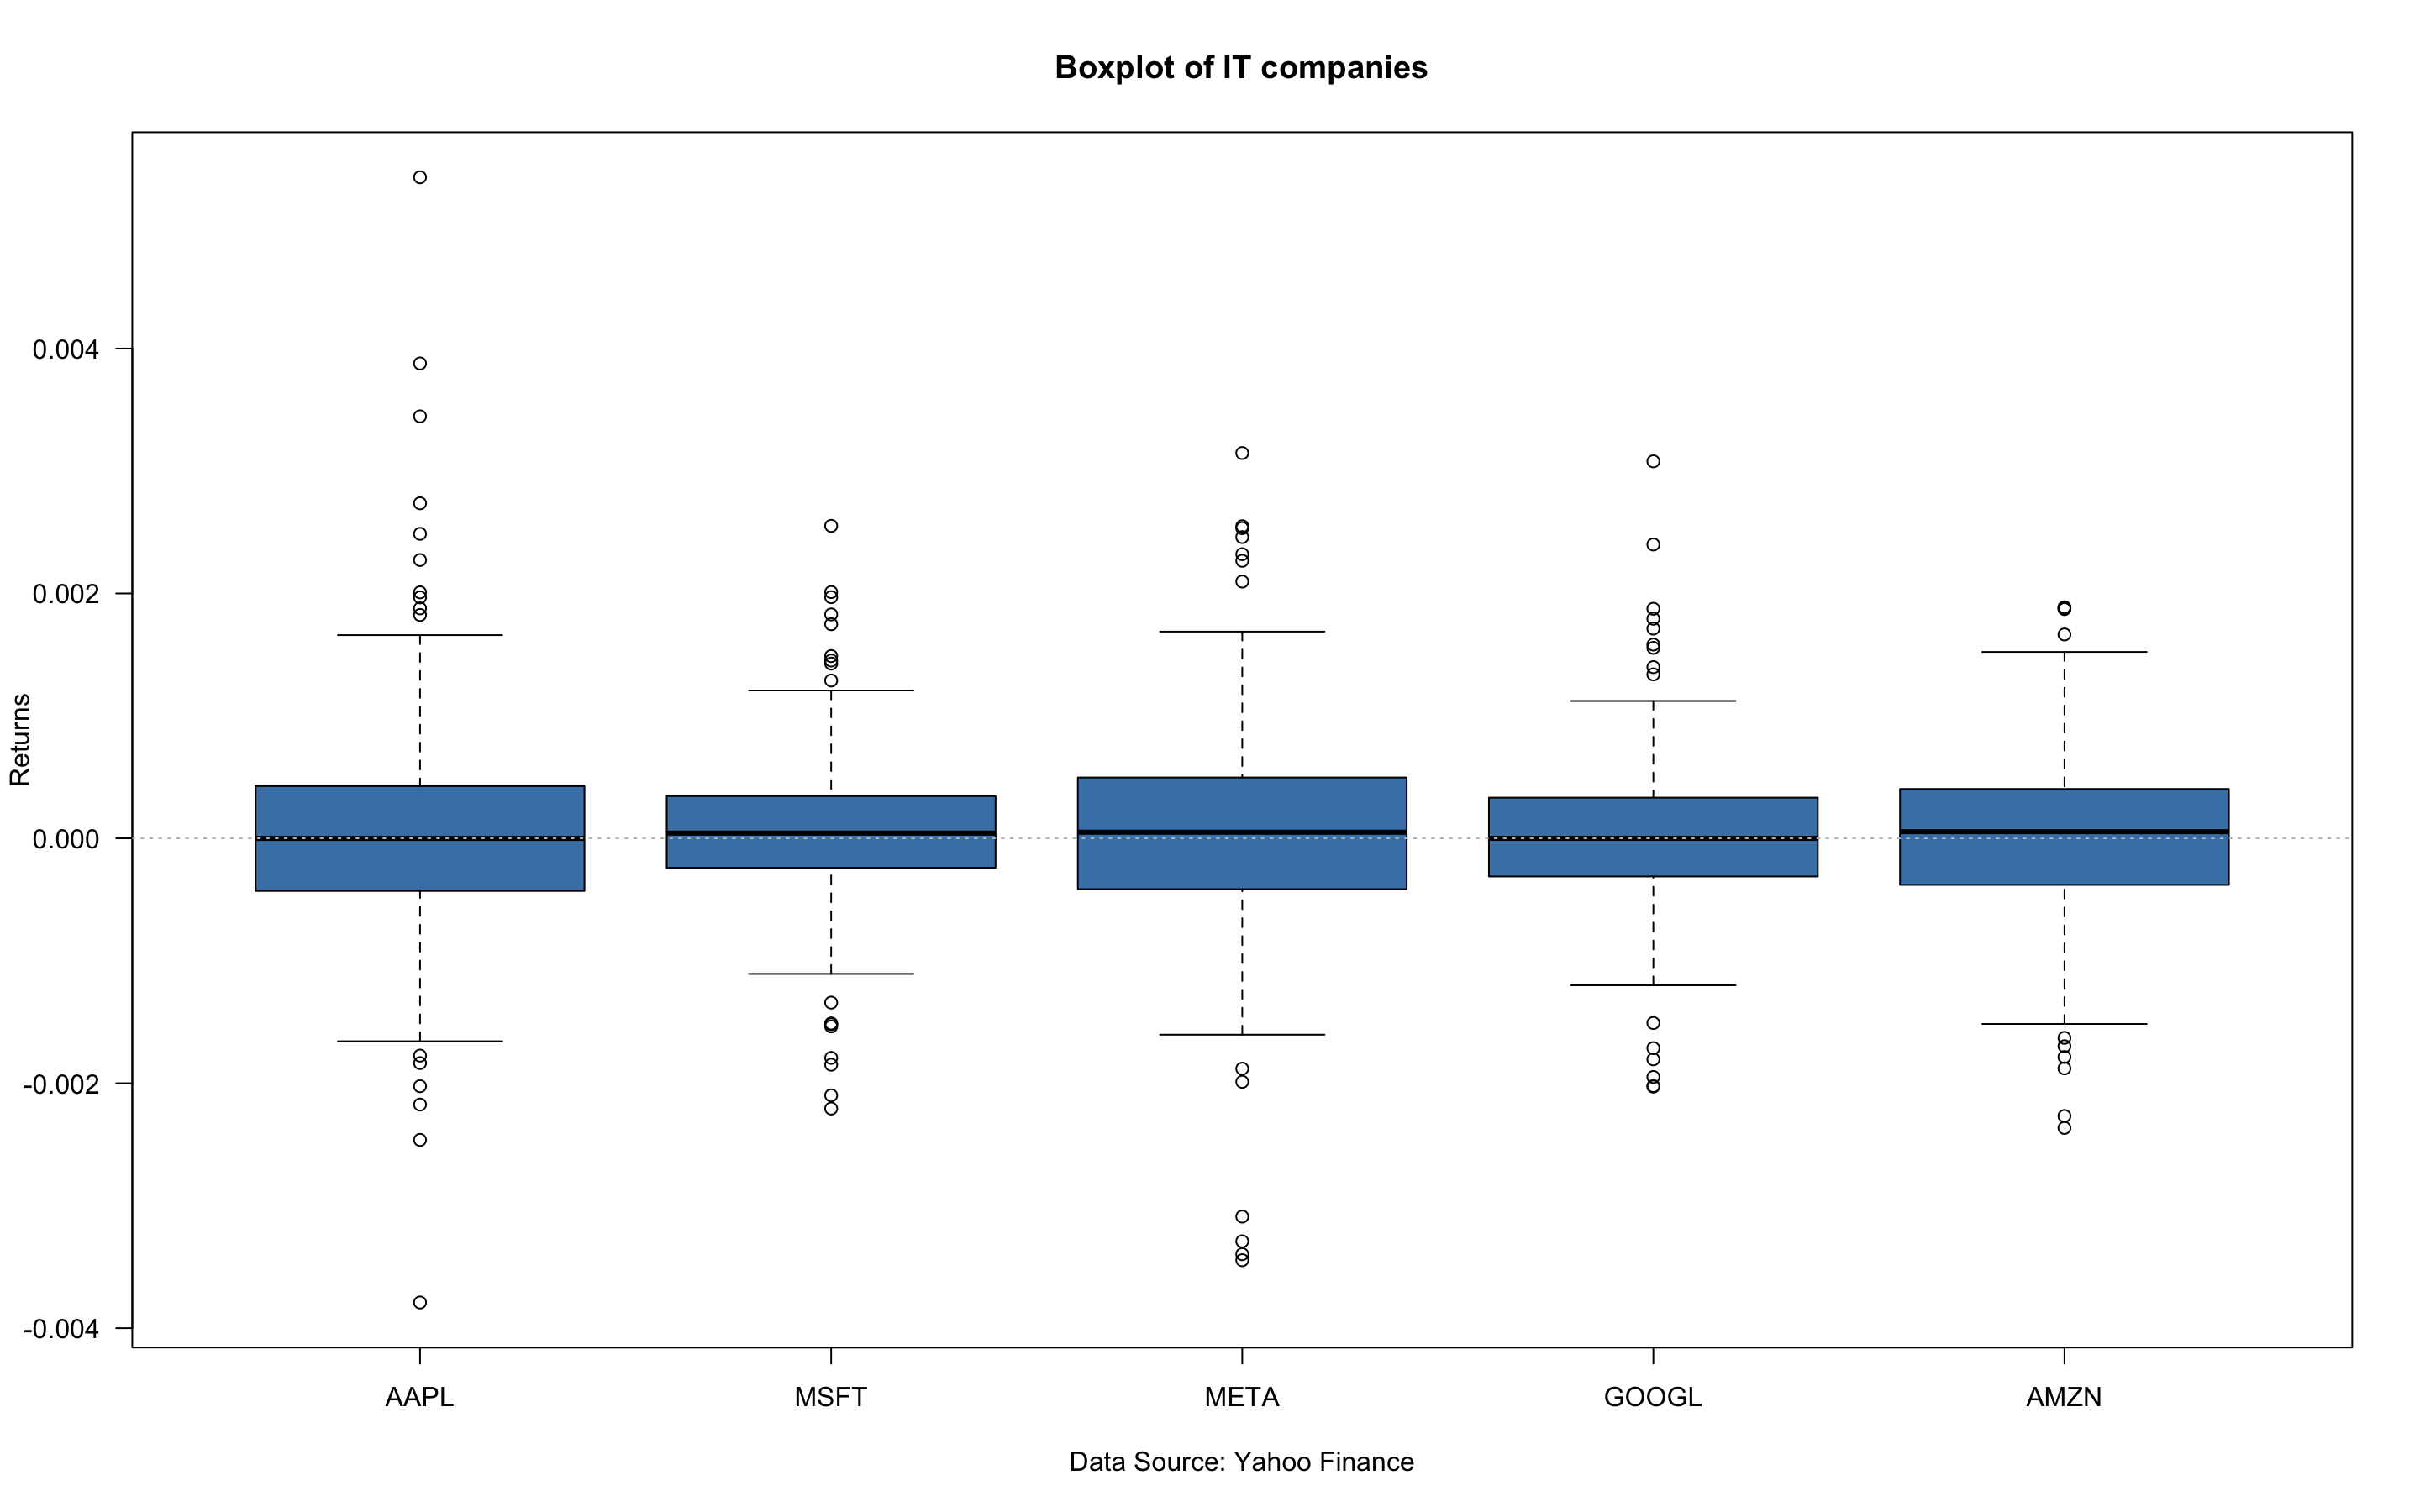 Boxplot of IT companies
Returns
0.004
0.002
0.000
-0.002
-0.004
AAPL
MSFT
META
GOOGL
AMZN
Data Source: Yahoo Finance